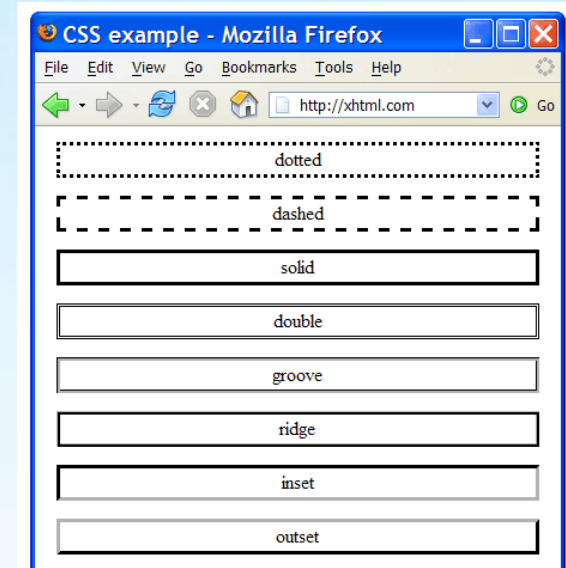 CSS example - Mozilla Firefox
File Edit View Go Bookmarks Tools Help
http://xhtml.com Go
dotted
dashed
solid
double
groove
ridge
inset
outset